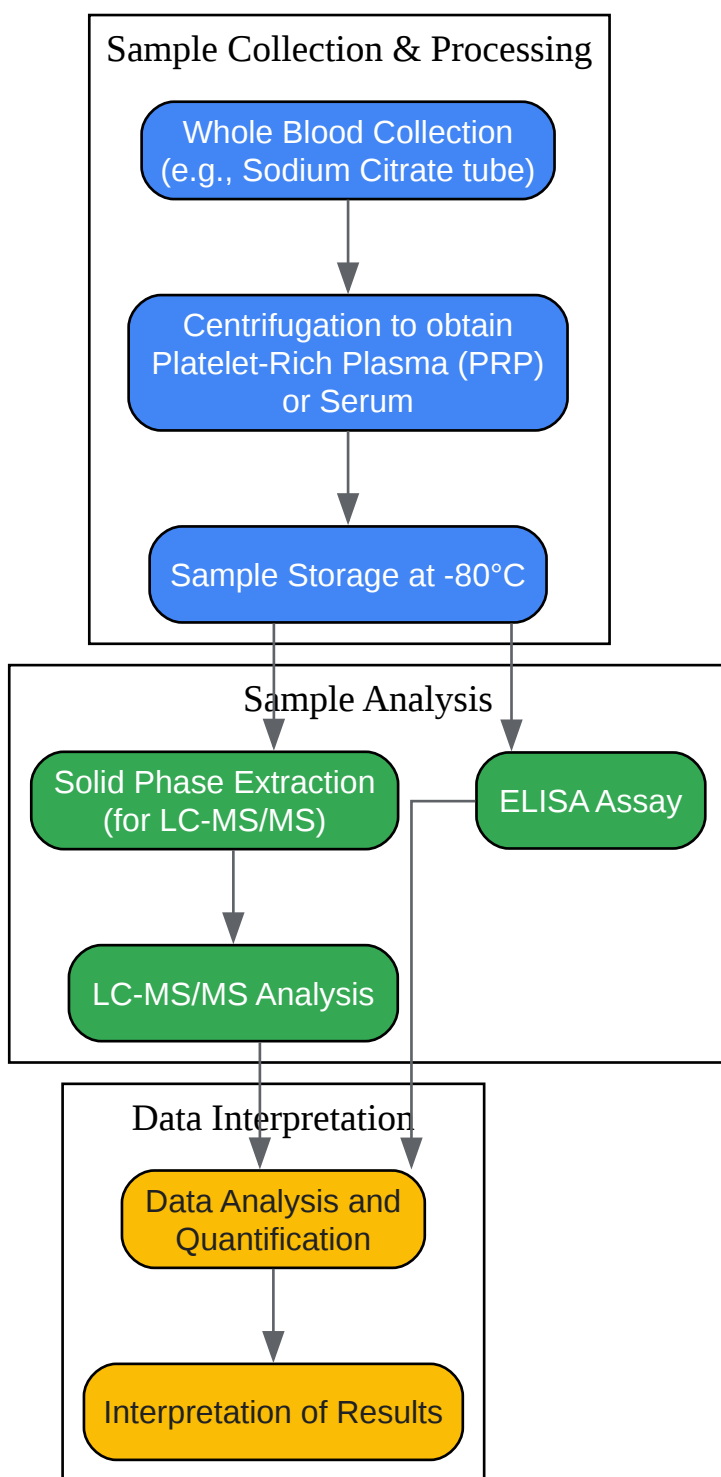 Sample Collection & Processing
Whole Blood Collection
(e.g., Sodium Citrate tube)
Centrifugation to obtain
Platelet-Rich Plasma (PRP)
or Serum
Sample Storage at -80°C
Sample Analysis
Solid Phase Extraction
(for LC-MS/MS)
ELISA Assay
LC-MS/MS Analysis
Data Interpretation
Data Analysis and
Quantification
Interpretation of Results